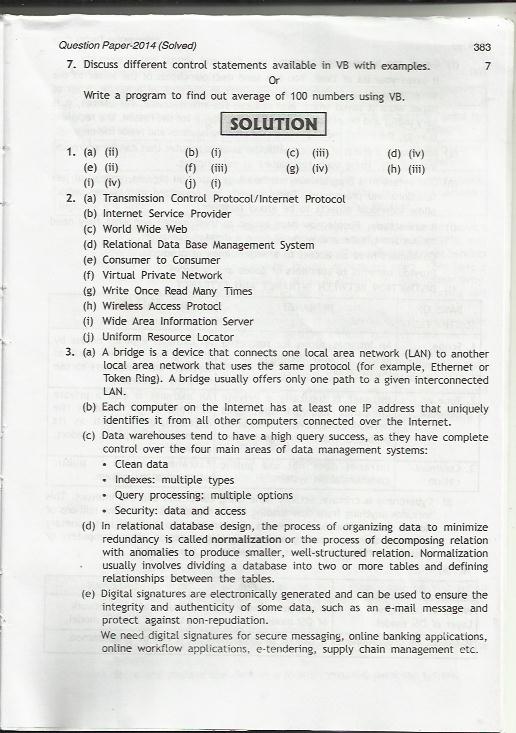 Question Paper-2014 (Solved) 383
7. Discuss different control statements available in VB with examples. 7
Or
Write a program to find out average of 100 numbers using VB.
SOLUTION
1. (a) (ii) (b) (i) (c) (iii) (d) (iv)
(e) (ii) (f) (iii) (g) (iv) (h) (iii)
(i) (iv) (j) (i)
2. (a) Transmission Control Protocol/Internet Protocol
(b) Internet Service Provider
(c) World Wide Web
(d) Relational Data Base Management System
(e) Consumer to Consumer
(f) Virtual Private Network
(g) Write Once Read Many Times
(h) Wireless Access Protocl
(i) Wide Area Information Server
(j) Uniform Resource Locator
3. (a) A bridge is a device that connects one local area network (LAN) to another
local area network that uses the same protocol (for example, Ethernet or
Token Ring). A bridge usually offers only one path to a given interconnected
LAN.
(b) Each computer on the Internet has at least one IP address that uniquely
identifies it from all other computers connected over the Internet.
(c) Data warehouses tend to have a high query success, as they have complete
control over the four main areas of data management systems:
• Clean data
• Indexes: multiple types
• Query processing: multiple options
• Security: data and access
(d) In relational database design, the process of organizing data to minimize
redundancy is called normalization or the process of decomposing relation
with anomalies to produce smaller, well-structured relation. Normalization
usually involves dividing a database into two or more tables and defining
relationships between the tables.
(e) Digital signatures are electronically generated and can be used to ensure the
integrity and authenticity of some data, such as an e-mail message and
protect against non-repudiation.
We need digital signatures for secure messaging, online banking applications,
online workflow applications, e-tendering, supply chain management etc.